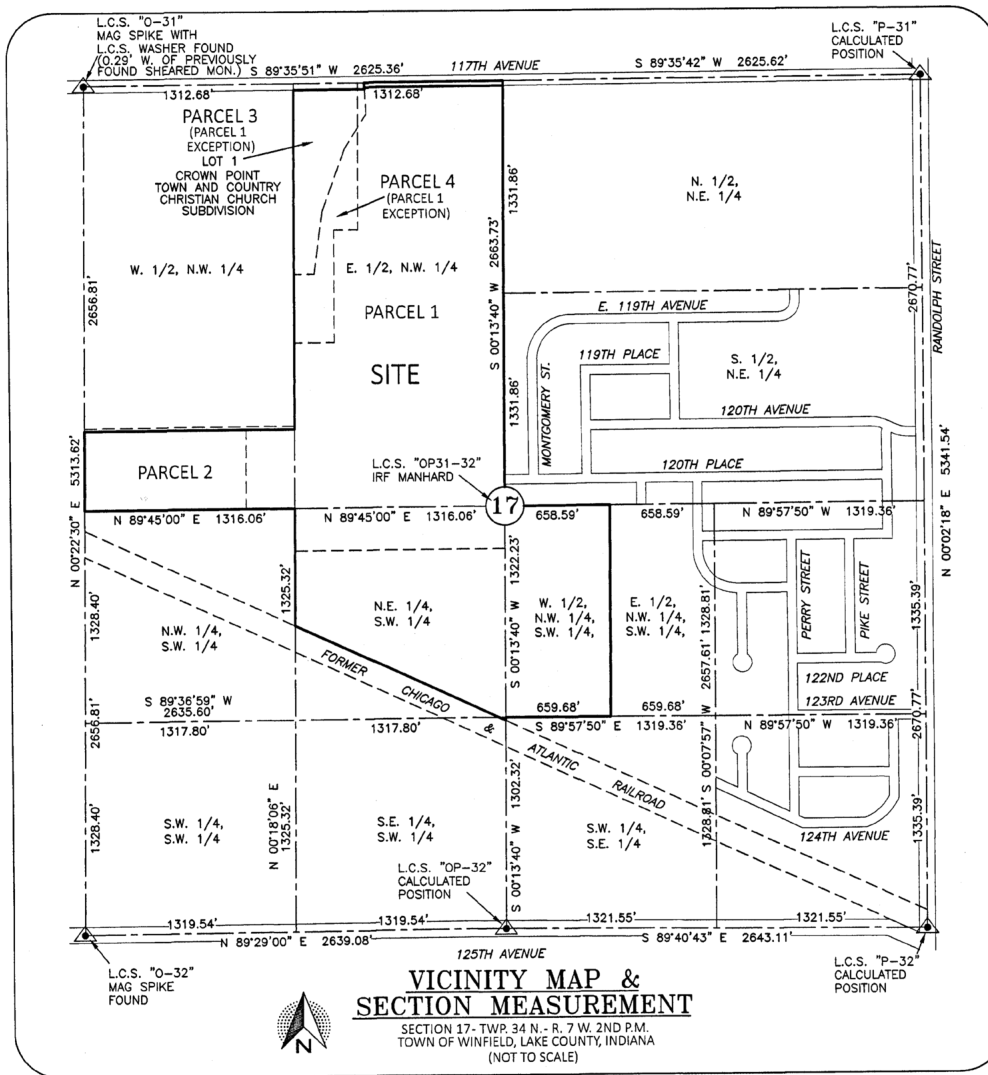 L.C.S. "O-31"
MAG SPIKE WITH
L.C.S. WASHER FOUND
(0.29' W. OF PREVIOUSLY
FOUND SHEARED MON.)
S 89°35'51" W 2625.36'
117TH AVENUE
S 89°35'42" W 2625.62'
L.C.S. "P-31"
CALCULATED
POSITION
1312.68'
1312.68'
PARCEL 3
(PARCEL 1
EXCEPTION)
LOT 1
CROWN POINT
TOWN AND COUNTRY
CHRISTIAN CHURCH
SUBDIVISION
PARCEL 4
(PARCEL 1
EXCEPTION)
1331.86'
N. 1/2,
N.E. 1/4
W. 1/2, N.W. 1/4
E. 1/2, N.W. 1/4
2656.81'
S 00°13'40" W 2663.73'
2670.77'
RANDOLPH STREET
PARCEL 1
SITE
E. 119TH AVENUE
119TH PLACE
S. 1/2,
N.E. 1/4
MONTGOMERY ST.
1331.86'
120TH AVENUE
120TH PLACE
PARCEL 2
L.C.S. "OP31-32"
IRF MANHARD
17
N 00°22'30" E 5313.62'
N 00°02'18" E 5341.54'
N 89°45'00" E 1316.06'
N 89°45'00" E 1316.06'
658.59'
658.59'
N 89°57'50" W 1319.36'
1328.40'
1325.32'
S 00°13'40" W 1322.23'
N.W. 1/4,
S.W. 1/4
N.E. 1/4,
S.W. 1/4
W. 1/2,
N.W. 1/4,
S.W. 1/4,
E. 1/2,
N.W. 1/4,
S.W. 1/4,
2657.61'
1328.81'
PERRY STREET
PIKE STREET
1335.39'
122ND PLACE
123RD AVENUE
FORMER CHICAGO & ATLANTIC RAILROAD
S 89°36'59" W
2635.60'
1317.80'
1317.80'
659.68'
659.68'
S 89°57'50" E 1319.36'
N 89°57'50" W 1319.36'
2656.81'
2670.77'
S 00°07'57" W
1328.81'
1328.40'
N 00°18'06" E
1325.32'
S 00°13'40" W 1302.32'
1335.39'
S.W. 1/4,
S.W. 1/4
S.E. 1/4,
S.W. 1/4
S.W. 1/4,
S.E. 1/4
124TH AVENUE
L.C.S. "OP-32"
CALCULATED
POSITION
1319.54'
1319.54'
1321.55'
1321.55'
N 89°29'00" E 2639.08'
S 89°40'43" E 2643.11'
125TH AVENUE
L.C.S. "O-32"
MAG SPIKE
FOUND
L.C.S. "P-32"
CALCULATED
POSITION
VICINITY MAP &
SECTION MEASUREMENT
SECTION 17- TWP. 34 N.- R. 7 W. 2ND P.M.
TOWN OF WINFIELD, LAKE COUNTY, INDIANA
(NOT TO SCALE)
N